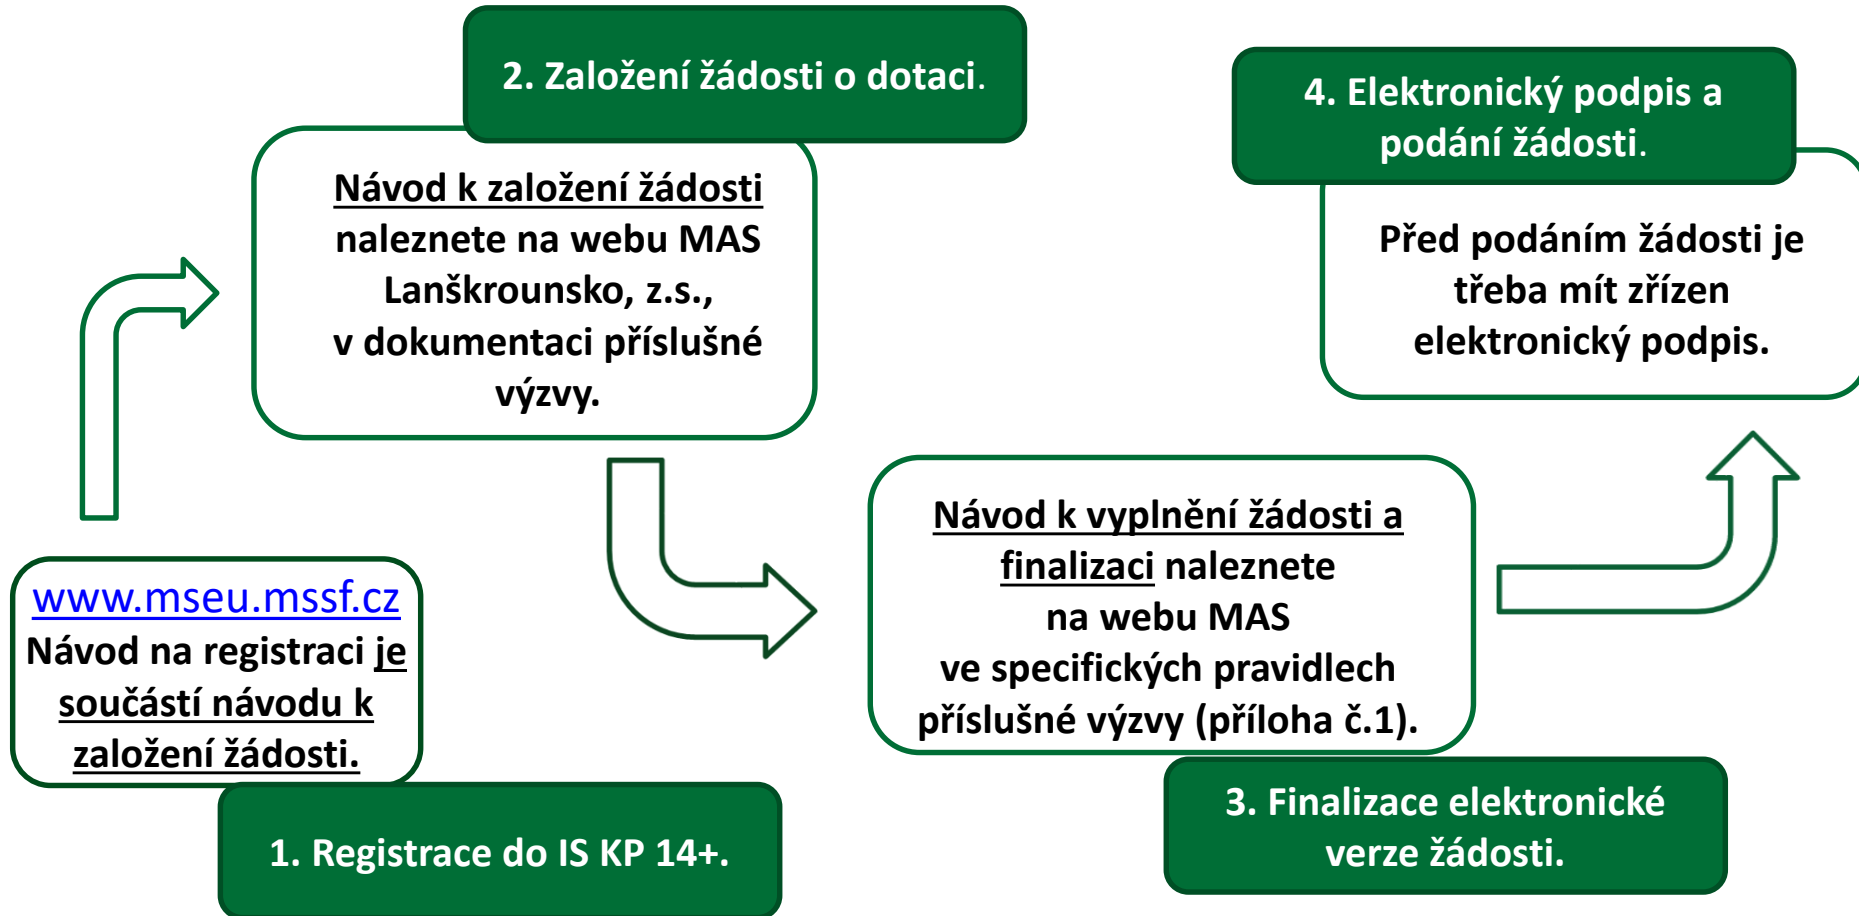 2. Založení žádosti o dotaci.
Návod k založení žádosti
naleznete na webu MAS
Lanškrounsko, z.s.,
v dokumentaci příslušné
výzvy.
4. Elektronický podpis a
podání žádosti.
Před podáním žádosti je
třeba mít zřízen
elektronický podpis.
www.mseu.mssf.cz
Návod na registraci je
součástí návodu k
založení žádosti.
1. Registrace do IS KP 14+.
Návod k vyplnění žádosti a
finalizaci naleznete
na webu MAS
ve specifických pravidlech
příslušné výzvy (příloha č.1).
3. Finalizace elektronické
verze žádosti.